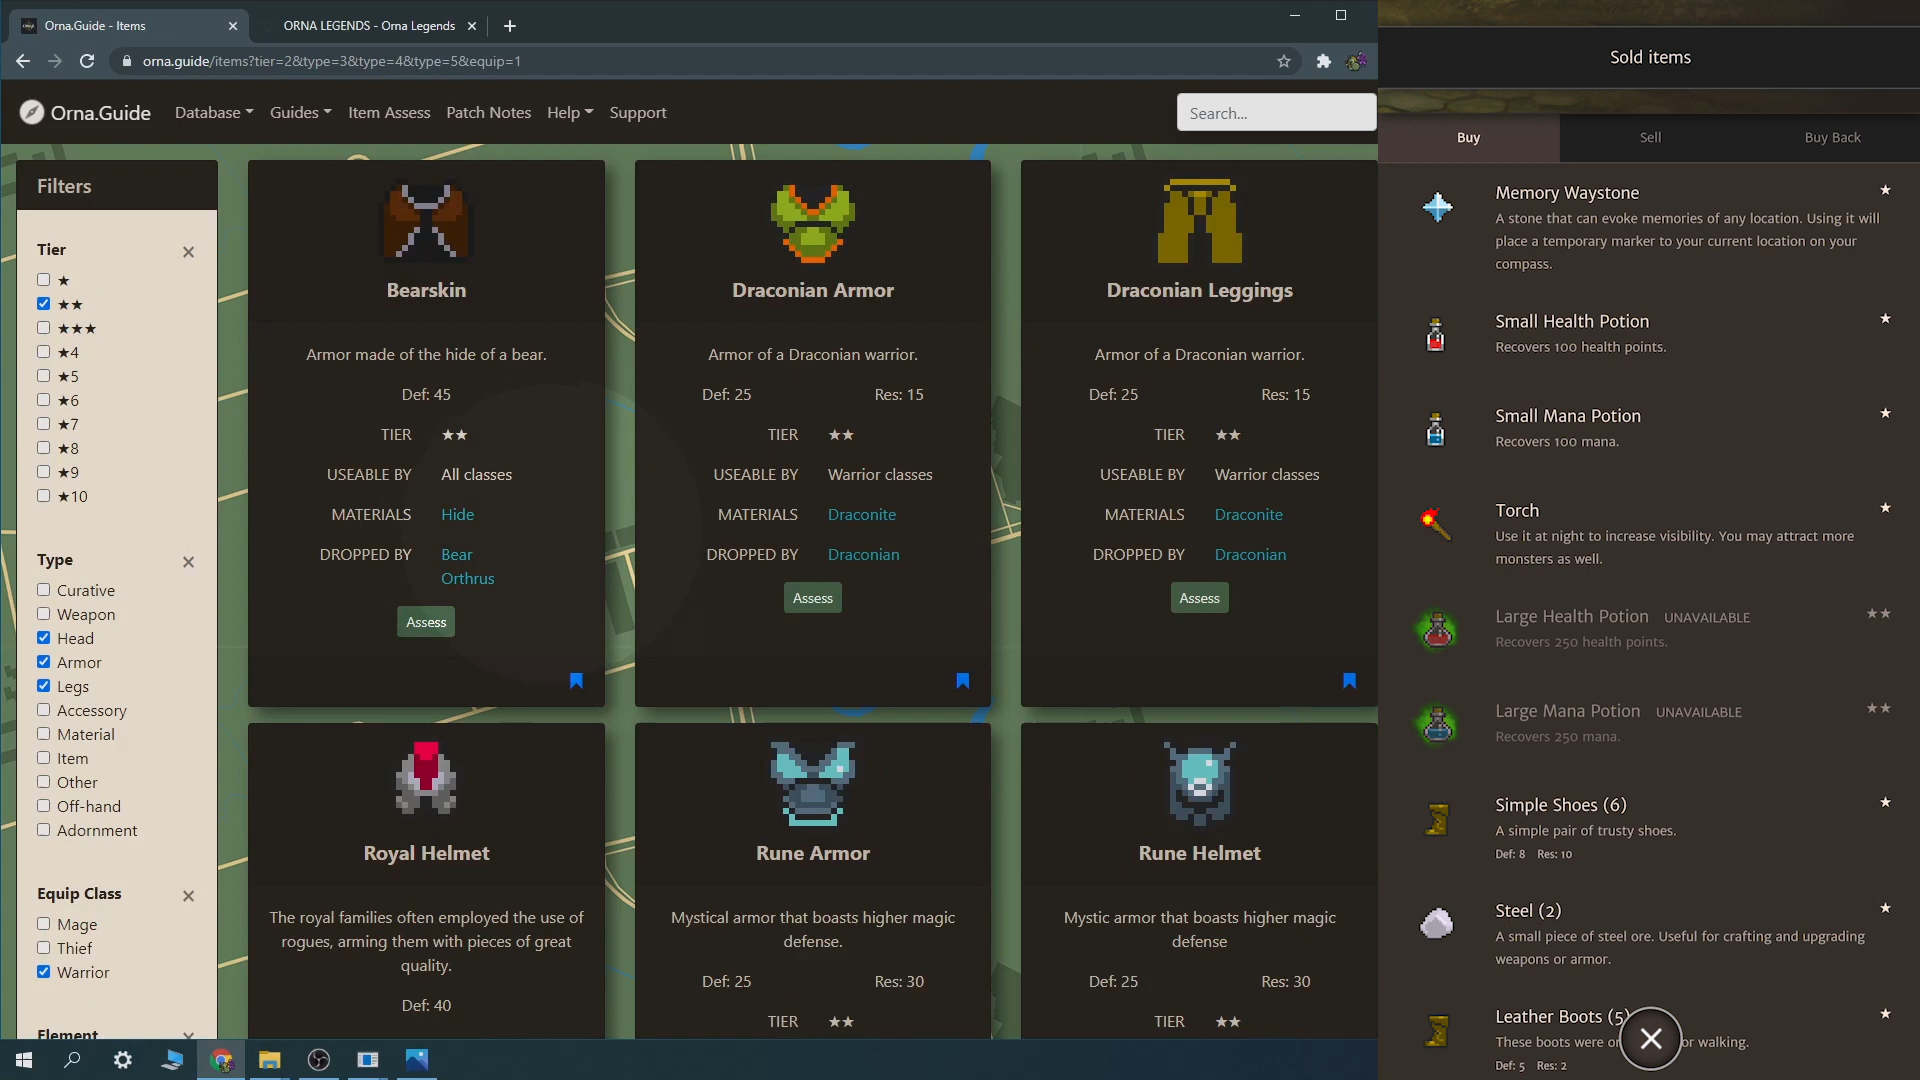 Orna.Guide - Items
ORNA LEGENDS - Orna Legends
orna.guide/items?tier=2&type=3&type=4&type=5&equip=1
Orna.Guide
Database
Guides
Item Assess
Patch Notes
Help
Support
Search...
Filters
Tier
★
★★
★★★
★4
★5
★6
★7
★8
★9
★10
Type
Curative
Weapon
Head
Armor
Legs
Accessory
Material
Item
Other
Off-hand
Adornment
Equip Class
Mage
Thief
Warrior
Element
Bearskin
Armor made of the hide of a bear.
Def: 45
TIER ★★
USEABLE BY All classes
MATERIALS Hide
DROPPED BY Bear
Orthrus
Assess
Draconian Armor
Armor of a Draconian warrior.
Def: 25 Res: 15
TIER ★★
USEABLE BY Warrior classes
MATERIALS Draconite
DROPPED BY Draconian
Assess
Draconian Leggings
Armor of a Draconian warrior.
Def: 25 Res: 15
TIER ★★
USEABLE BY Warrior classes
MATERIALS Draconite
DROPPED BY Draconian
Assess
Royal Helmet
The royal families often employed the use of
rogues, arming them with pieces of great
quality.
Def: 40
Rune Armor
Mystical armor that boasts higher magic
defense.
Def: 25 Res: 30
TIER ★★
Rune Helmet
Mystic armor that boasts higher magic
defense
Def: 25 Res: 30
TIER ★★
Sold items
Buy
Sell
Buy Back
Memory Waystone ★
A stone that can evoke memories of any location. Using it will
place a temporary marker to your current location on your
compass.
Small Health Potion ★
Recovers 100 health points.
Small Mana Potion ★
Recovers 100 mana.
Torch ★
Use it at night to increase visibility. You may attract more
monsters as well.
Large Health Potion UNAVAILABLE ★★
Recovers 250 health points.
Large Mana Potion UNAVAILABLE ★★
Recovers 250 mana.
Simple Shoes (6) ★
A simple pair of trusty shoes.
Def: 8 Res: 10
Steel (2) ★
A small piece of steel ore. Useful for crafting and upgrading
weapons or armor.
Leather Boots (5) ★
These boots were or walking.
Def: 5 Res: 2